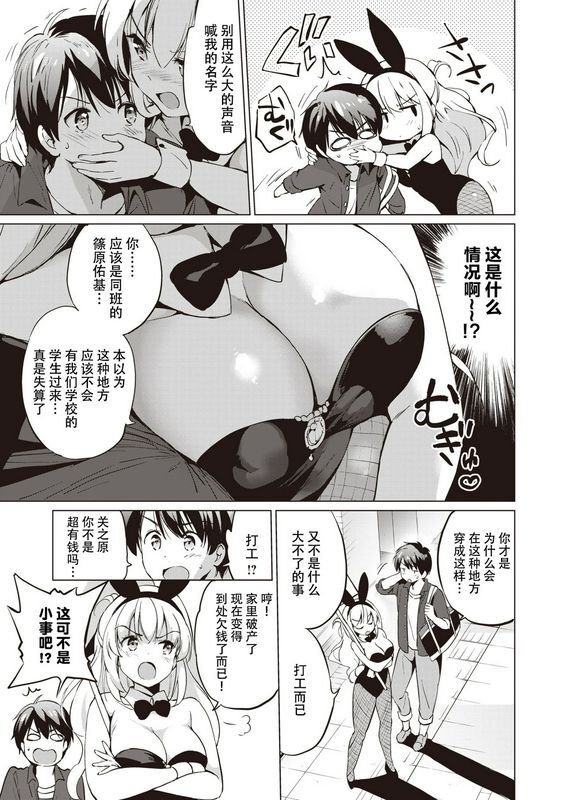 别用这么大的声音
喊我的名字
むぐ
这是什么
情况啊~~!?
你……
应该是同班的
篠原佑基…
本以为
这种地方
应该不会
有我们学校的
学生过来…
真是失算了
むぎ
你才是
为什么会
在这种地方
穿成这样…
又不是什么
大不了的事
打工而已
打工!?
关之原
你不是
超有钱吗…
哼!
家里破产了
现在变得
到处欠钱了
而已!
这可不是
小事吧!?